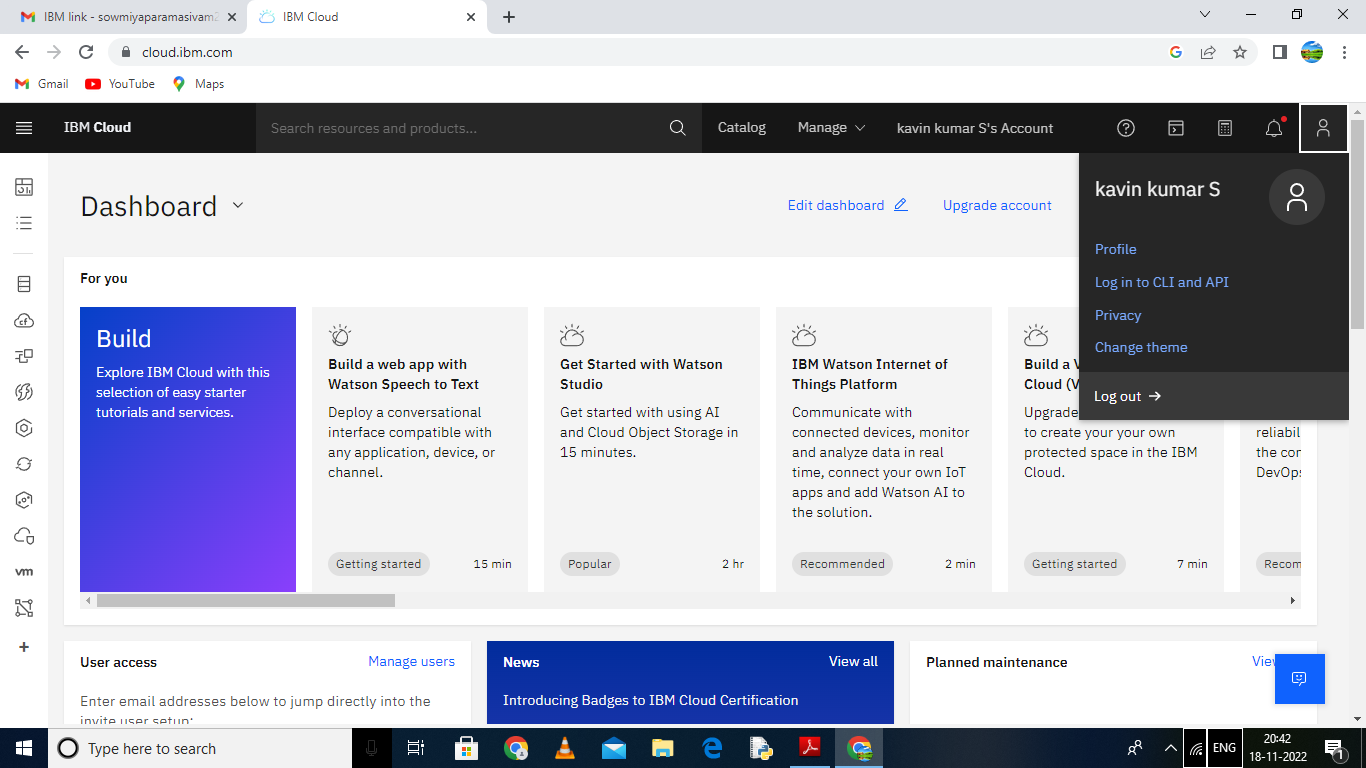 IBM link - sowmiyaparamasivam2
IBM Cloud
cloud.ibm.com
Gmail
YouTube
Maps
IBM Cloud
Search resources and products...
Catalog
Manage
kavin kumar S's Account
kavin kumar S
Profile
Log in to CLI and API
Privacy
Change theme
Log out
Dashboard
Edit dashboard
Upgrade account
For you
Build
Explore IBM Cloud with this
selection of easy starter
tutorials and services.
Build a web app with
Watson Speech to Text
Deploy a conversational
interface compatible with
any application, device, or
channel.
Getting started
15 min
Get Started with Watson
Studio
Get started with using AI
and Cloud Object Storage in
15 minutes.
Popular
2 hr
IBM Watson Internet of
Things Platform
Communicate with
connected devices, monitor
and analyze data in real
time, connect your own IoT
apps and add Watson AI to
the solution.
Recommended
2 min
Build a V
Cloud (V
Upgrade
to create your your own
protected space in the IBM
Cloud.
Getting started
7 min
reliabil
the con
DevOps
Recom
vm
User access
Manage users
Enter email addresses below to jump directly into the
invite user setup:
News
View all
Introducing Badges to IBM Cloud Certification
Planned maintenance
View
Type here to search
ENG
20:42
18-11-2022
1